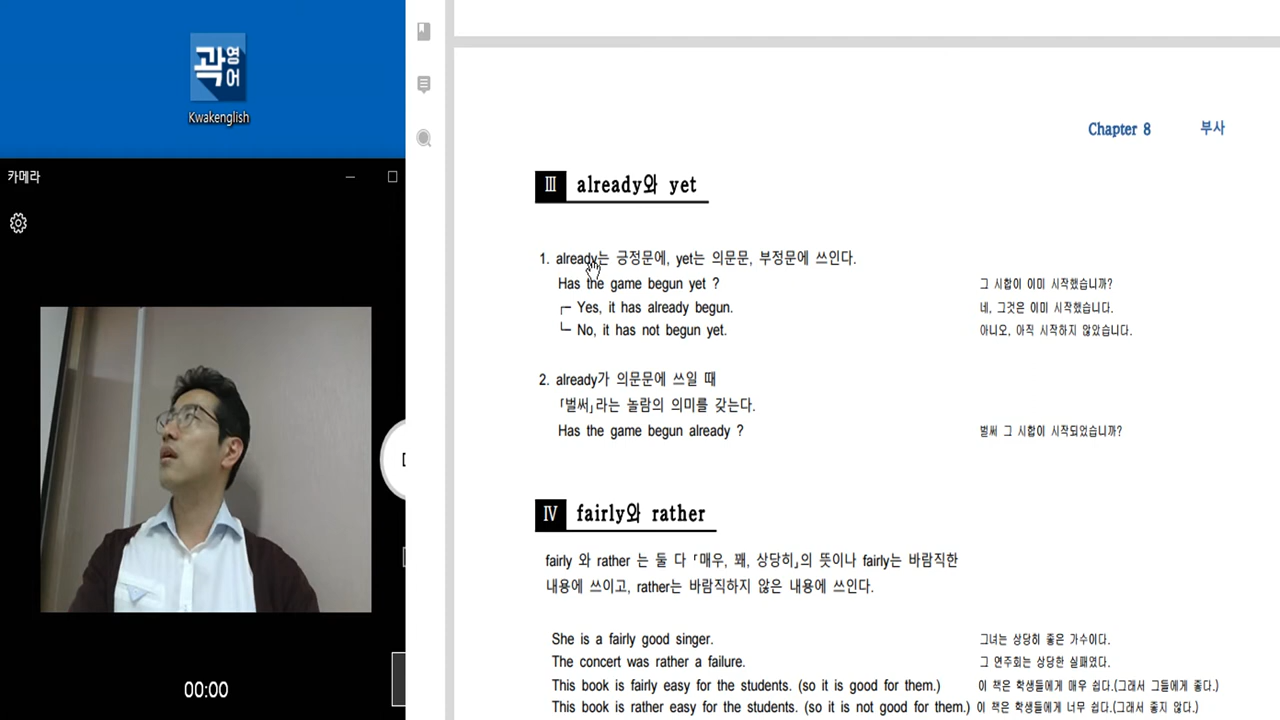 곽영어
Kwakenglish
카메라
00:00
Chapter 8 부사
Ⅲ already와 yet
1. already는 긍정문에, yet는 의문문, 부정문에 쓰인다.
Has the game begun yet ? 그 시합이 이미 시작했습니까?
Yes, it has already begun. 네, 그것은 이미 시작했습니다.
No, it has not begun yet. 아니오, 아직 시작하지 않았습니다.
2. already가 의문문에 쓰일 때
「벌써」라는 놀람의 의미를 갖는다.
Has the game begun already ? 벌써 그 시합이 시작되었습니까?
Ⅳ fairly와 rather
fairly 와 rather 는 둘 다 「매우, 꽤, 상당히」의 뜻이나 fairly는 바람직한
내용에 쓰이고, rather는 바람직하지 않은 내용에 쓰인다.
She is a fairly good singer. 그녀는 상당히 좋은 가수이다.
The concert was rather a failure. 그 연주회는 상당한 실패였다.
This book is fairly easy for the students. (so it is good for them.) 이 책은 학생들에게 매우 쉽다.(그래서 그들에게 좋다.)
This book is rather easy for the students. (so it is not good for them.) 이 책은 학생들에게 너무 쉽다.(그래서 좋지 않다.)